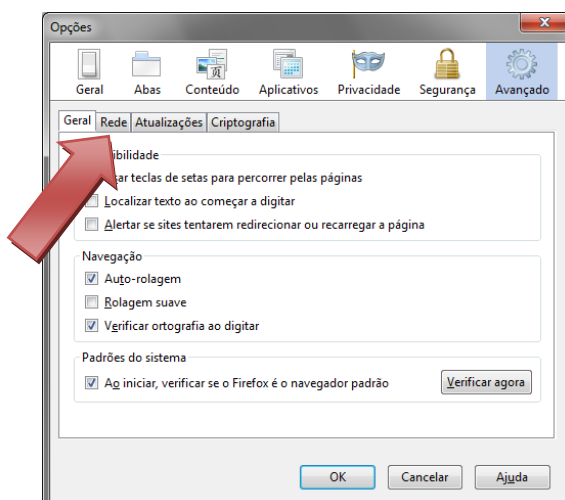 Opções
Geral Abas Conteúdo Aplicativos Privacidade Segurança Avançado
Geral Rede Atualizações Criptografia
teclas de setas para percorrer pelas páginas
Localizar texto ao começar a digitar
Alertar se sites tentarem redirecionar ou recarregar a página
Navegação
Auto-rolagem
Rolagem suave
Verificar ortografia ao digitar
Padrões do sistema
Ao iniciar, verificar se o Firefox é o navegador padrão Verificar agora
OK Cancelar Ajuda